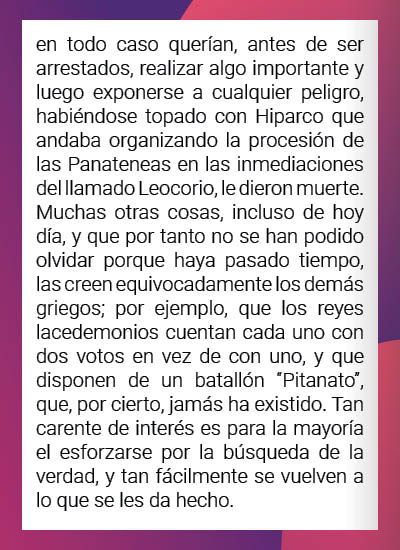 en todo caso querían, antes de ser
arrestados, realizar algo importante y
luego exponerse a cualquier peligro,
habiéndose topado con Hiparco que
andaba organizando la procesión de
las Panateneas en las inmediaciones
del llamado Leocorio, le dieron muerte.
Muchas otras cosas, incluso de hoy
día, y que por tanto no se han podido
olvidar porque haya pasado tiempo,
las creen equivocadamente los demás
griegos; por ejemplo, que los reyes
lacedemonios cuentan cada uno con
dos votos en vez de con uno, y que
disponen de un batallón “Pitanato”,
que, por cierto, jamás ha existido. Tan
carente de interés es para la mayoría
el esforzarse por la búsqueda de la
verdad, y tan fácilmente se vuelven a
lo que se les da hecho.